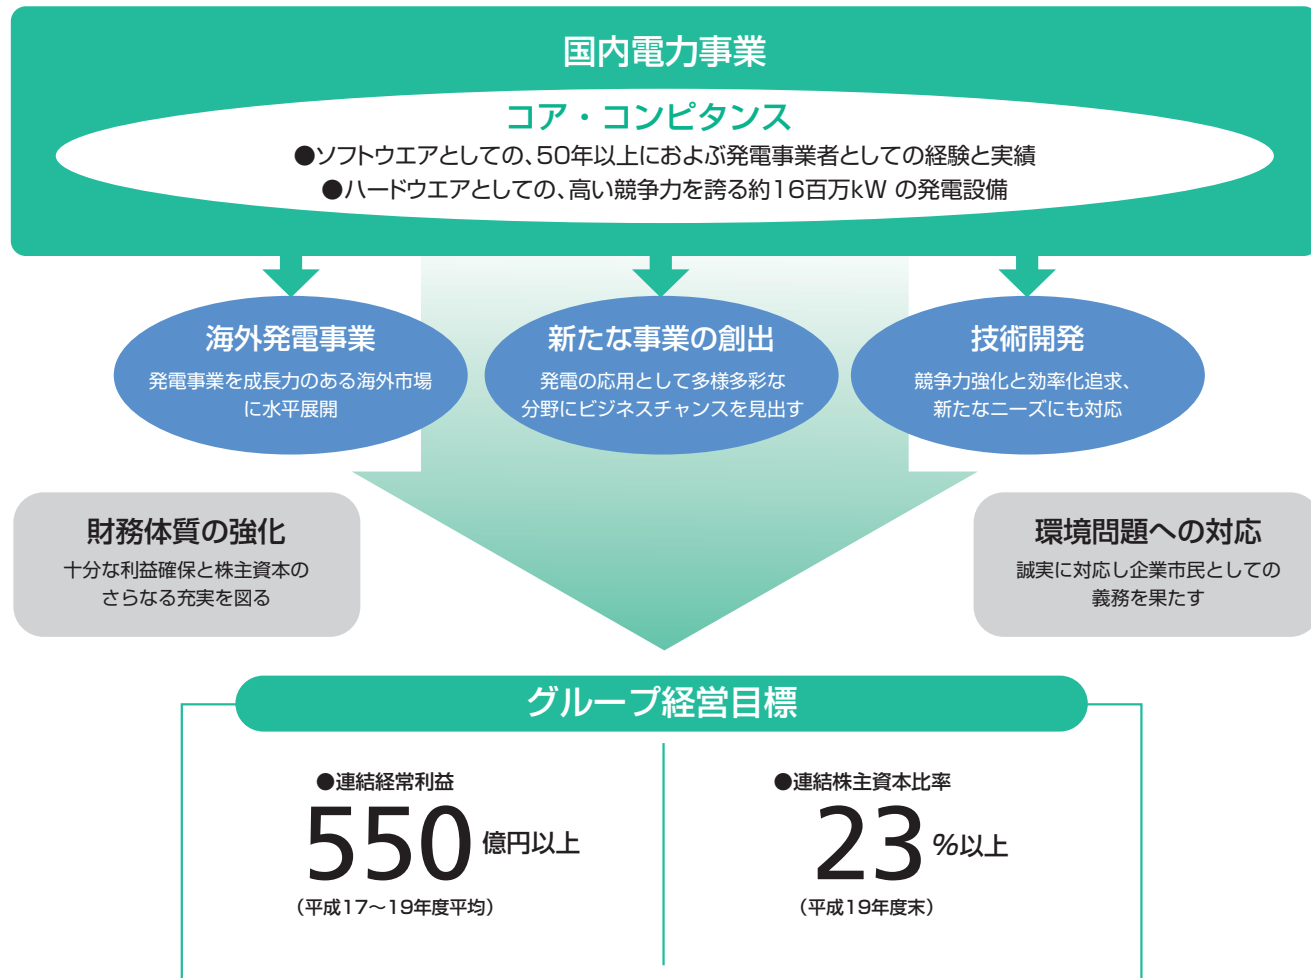 国内電力事業
コア・コンピタンス
●ソフトウエアとしての、50年以上におよぶ発電事業者としての経験と実績
●ハードウエアとしての、高い競争力を誇る約16百万kW の発電設備
海外発電事業
発電事業を成長力のある海外市場
に水平展開
新たな事業の創出
発電の応用として多様多彩な
分野にビジネスチャンスを見出す
技術開発
競争力強化と効率化追求、
新たなニーズにも対応
財務体質の強化
十分な利益確保と株主資本の
さらなる充実を図る
環境問題への対応
誠実に対応し企業市民としての
義務を果たす
グループ経営目標
●連結経常利益
550億円以上
（平成17〜19年度平均）
●連結株主資本比率
23%以上
（平成19年度末）